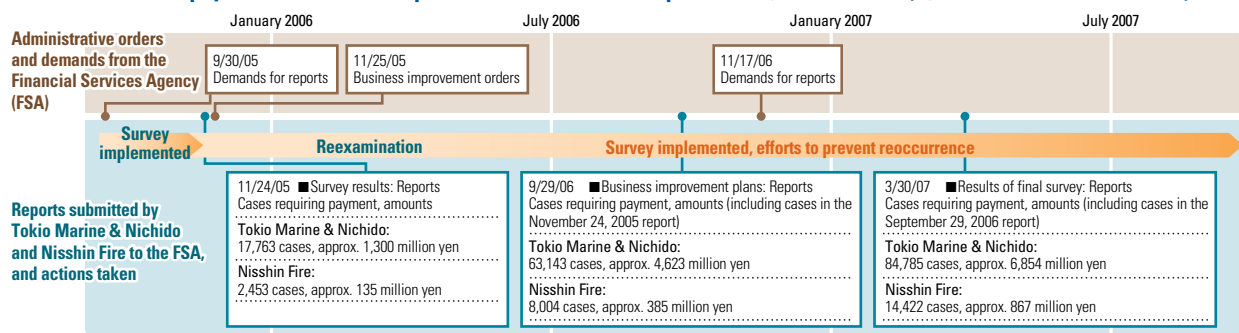 January 2006
July 2006
January 2007
July 2007
Administrative orders
and demands from the
Financial Services Agency
(FSA)
9/30/05
Demands for reports
11/25/05
Business improvement orders
11/17/06
Demands for reports
Survey
implemented
Reexamination
Survey implemented, efforts to prevent reoccurrence
Reports submitted by
Tokio Marine & Nichido
and Nisshin Fire to the FSA,
and actions taken
11/24/05 ■Survey results: Reports
Cases requiring payment, amounts
Tokio Marine & Nichido:
17,763 cases, approx. 1,300 million yen
Nisshin Fire:
2,453 cases, approx. 135 million yen
9/29/06 ■Business improvement plans: Reports
Cases requiring payment, amounts (including cases in the
November 24, 2005 report)
Tokio Marine & Nichido:
63,143 cases, approx. 4,623 million yen
Nisshin Fire:
8,004 cases, approx. 385 million yen
3/30/07 ■Results of final survey: Reports
Cases requiring payment, amounts (including cases in the
September 29, 2006 report)
Tokio Marine & Nichido:
84,785 cases, approx. 6,854 million yen
Nisshin Fire:
14,422 cases, approx. 867 million yen